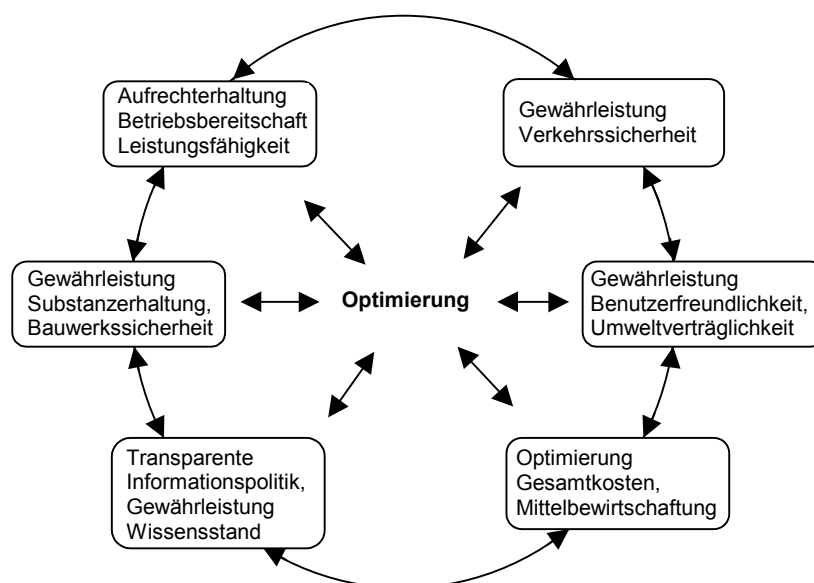 Aufrechterhaltung
Betriebsbereitschaft
Leistungsfähigkeit
Gewährleistung
Verkehrssicherheit
Gewährleistung
Substanzerhaltung,
Bauwerkssicherheit
Optimierung
Gewährleistung
Benutzerfreundlichkeit,
Umweltverträglichkeit
Transparente
Informationspolitik,
Gewährleistung
Wissensstand
Optimierung
Gesamtkosten,
Mittelbewirtschaftung